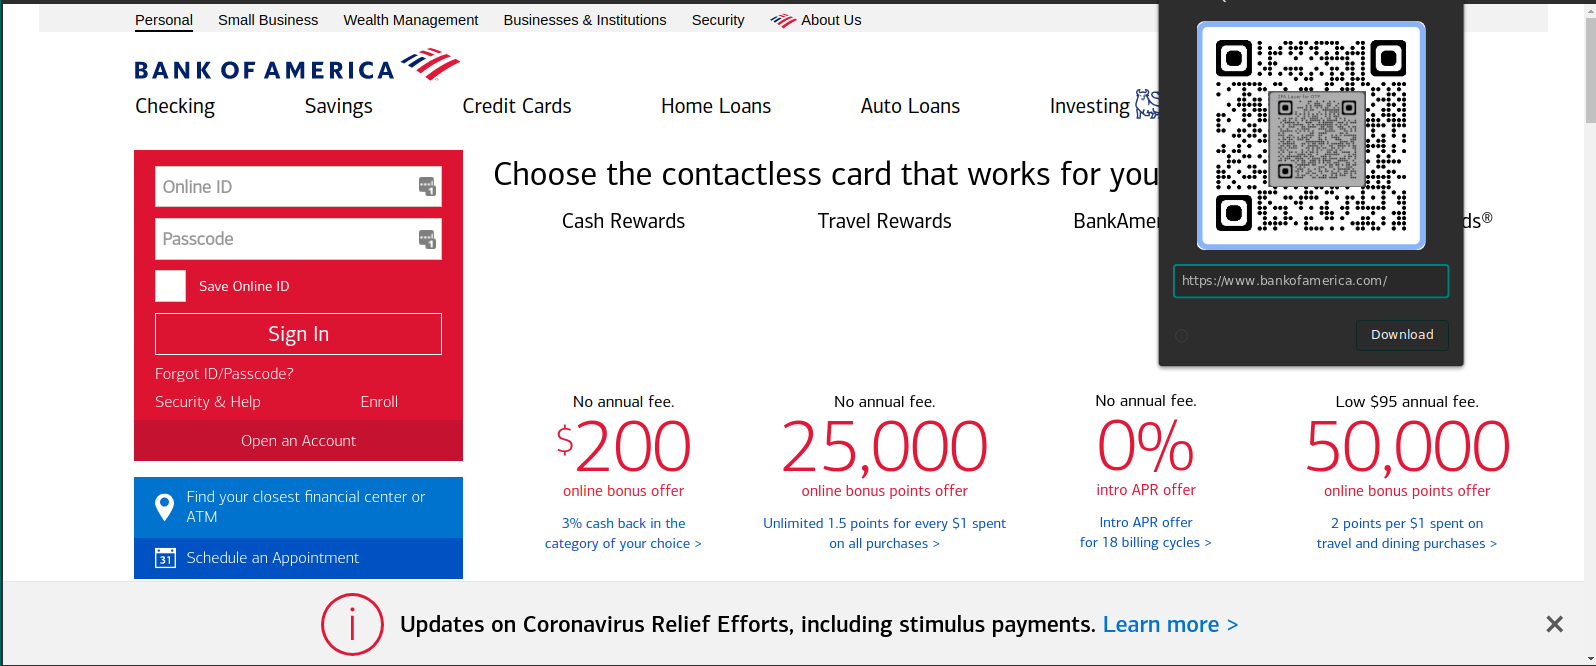 Personal Small Business Wealth Management Businesses & Institutions Security About Us
BANK OF AMERICA
Checking Savings Credit Cards Home Loans Auto Loans Investing
Online ID
Passcode
Save Online ID
Sign In
Forgot ID/Passcode?
Security & Help Enroll
Open an Account
Find your closest financial center or
ATM
31 Schedule an Appointment
Choose the contactless card that works for you
Cash Rewards Travel Rewards
No annual fee.
$200
online bonus offer
3% cash back in the
category of your choice >
No annual fee.
25,000
online bonus points offer
Unlimited 1.5 points for every $1 spent
on all purchases >
No annual fee.
0%
intro APR offer
Intro APR offer
for 18 billing cycles >
Low $95 annual fee.
50,000
online bonus points offer
2 points per $1 spent on
travel and dining purchases >
https://www.bankofamerica.com/
Download
Updates on Coronavirus Relief Efforts, including stimulus payments. Learn more >